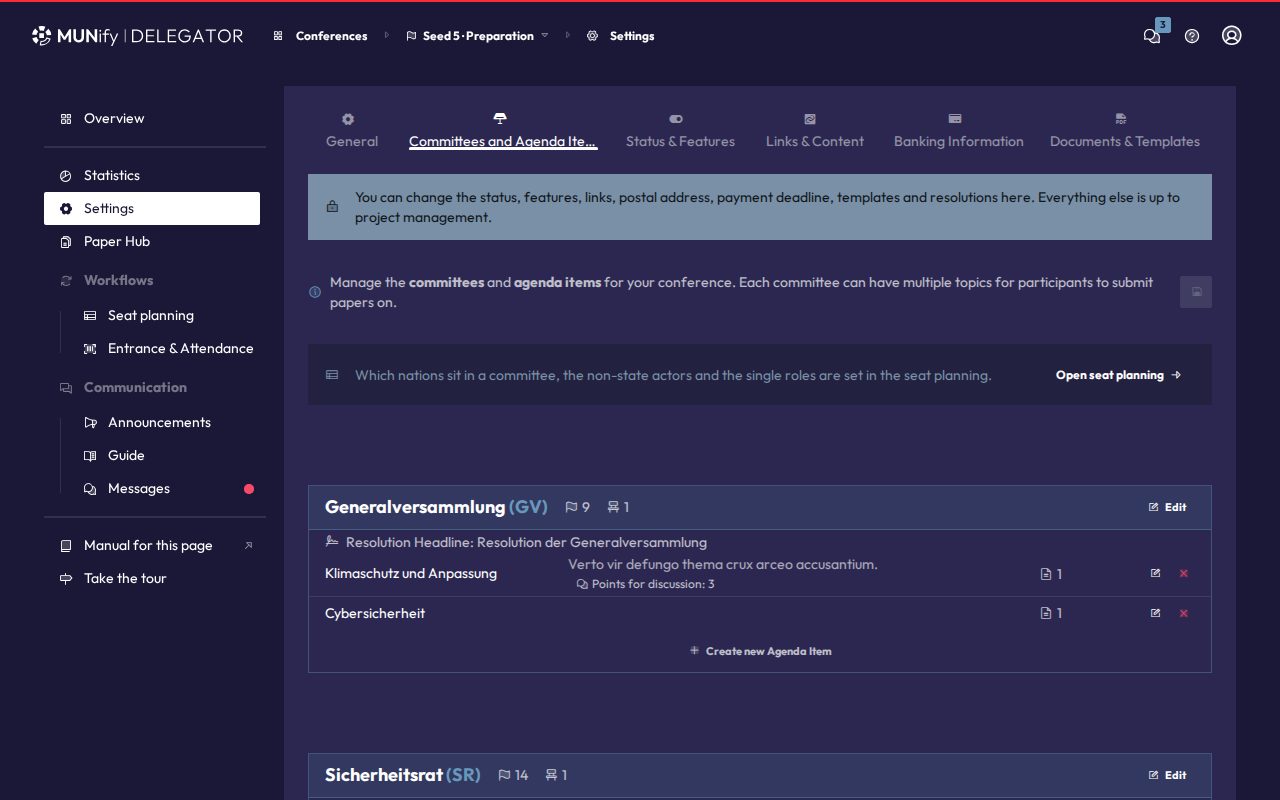 MUNify | DELEGATOR
Conferences
Seed 5 · Preparation
Settings
3
Overview
Statistics
Settings
Paper Hub
Workflows
Seat planning
Entrance & Attendance
Communication
Announcements
Guide
Messages
Manual for this page
Take the tour
General
Committees and Agenda Ite...
Status & Features
Links & Content
Banking Information
PDF
Documents & Templates
You can change the status, features, links, postal address, payment deadline, templates and resolutions here. Everything else is up to
project management.
Manage the committees and agenda items for your conference. Each committee can have multiple topics for participants to submit
papers on.
Which nations sit in a committee, the non-state actors and the single roles are set in the seat planning.
Open seat planning
Generalversammlung (GV) 9 1
Edit
Resolution Headline: Resolution der Generalversammlung
Klimaschutz und Anpassung
Verto vir defungo thema crux arceo accusantium.
Points for discussion: 3
1
Cybersicherheit
1
Create new Agenda Item
Sicherheitsrat (SR) 14 1
Edit